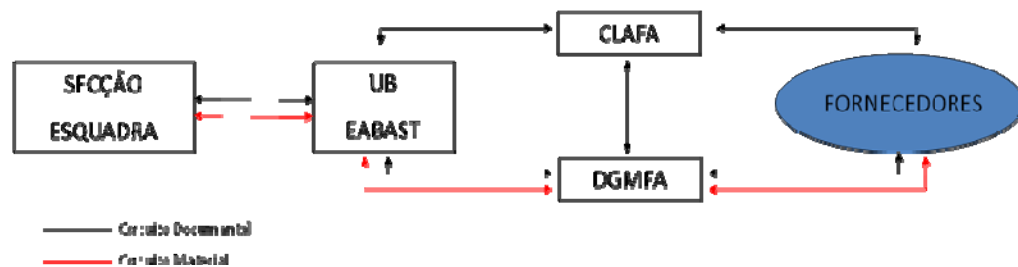 CLAFA
SECÇÃO
ESQUADRA
UB
EABAST
FORNECEDORES
DGMFA
Circuito Documental
Circuito Material